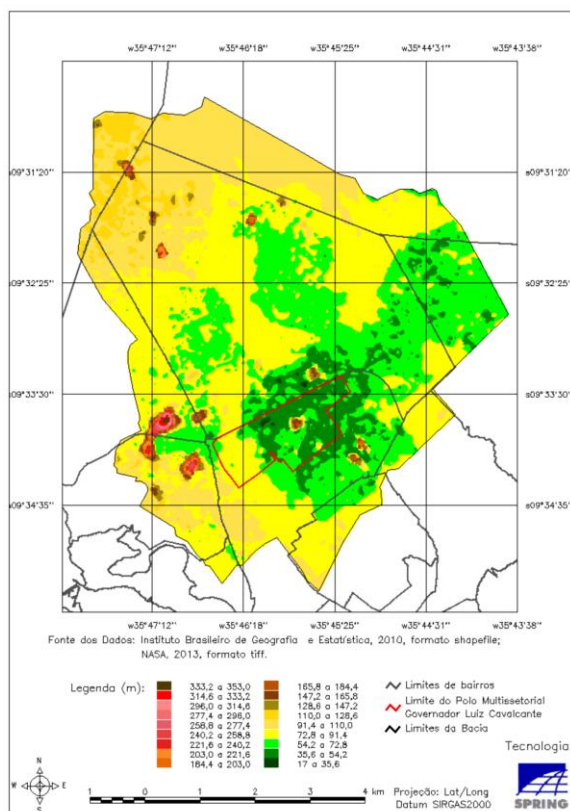 w35°47'12'' w35°46'18' w35°45'25'' w35°44'31'' w35°43'38''
s09°31'20'' s09°31'20''
s09°32'25'' s09°32'25''
s09°33'30' s09°33'30''
s09°34'35'' s09°34'35''
w35°47'12'' w35°46'18' w35°45'25'' w35°44'31'' w35°43'38
Fonte dos Dados: Instituto Brasileiro de Geografia e Estatística, 2010, formato shapefile;
NASA, 2013, formato tiff.
Legenda (m):
333,2 a 353,0
314,6 a 333,2
296,0 a 314,6
277,4 a 296,0
258,8 a 277,4
240,2 a 258,8
221,6 a 240,2
203,0 a 221,6
184,4 a 203,0
165,8 a 184,4
147,2 a 165,8
128,6 a 147,2
110,0 a 128,6
91,4 a 110,0
72,8 a 91,4
54,2 a 72,8
35,6 a 54,2
17 a 35,6
Limites de bairros
Limite do Polo Multissetorial
Governador Luiz Cavalcante
Limites da Bacia
Tecnologia
SPRING
N
W E
S
1 0 1 2 3 4 km
Projeção: Lat/Long
Datum SIRGAS2000